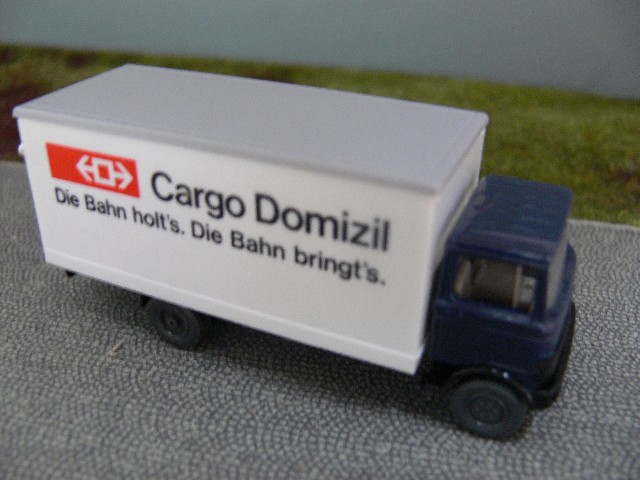 Cargo Domizil
Die Bahn holt's. Die Bahn bringt's.